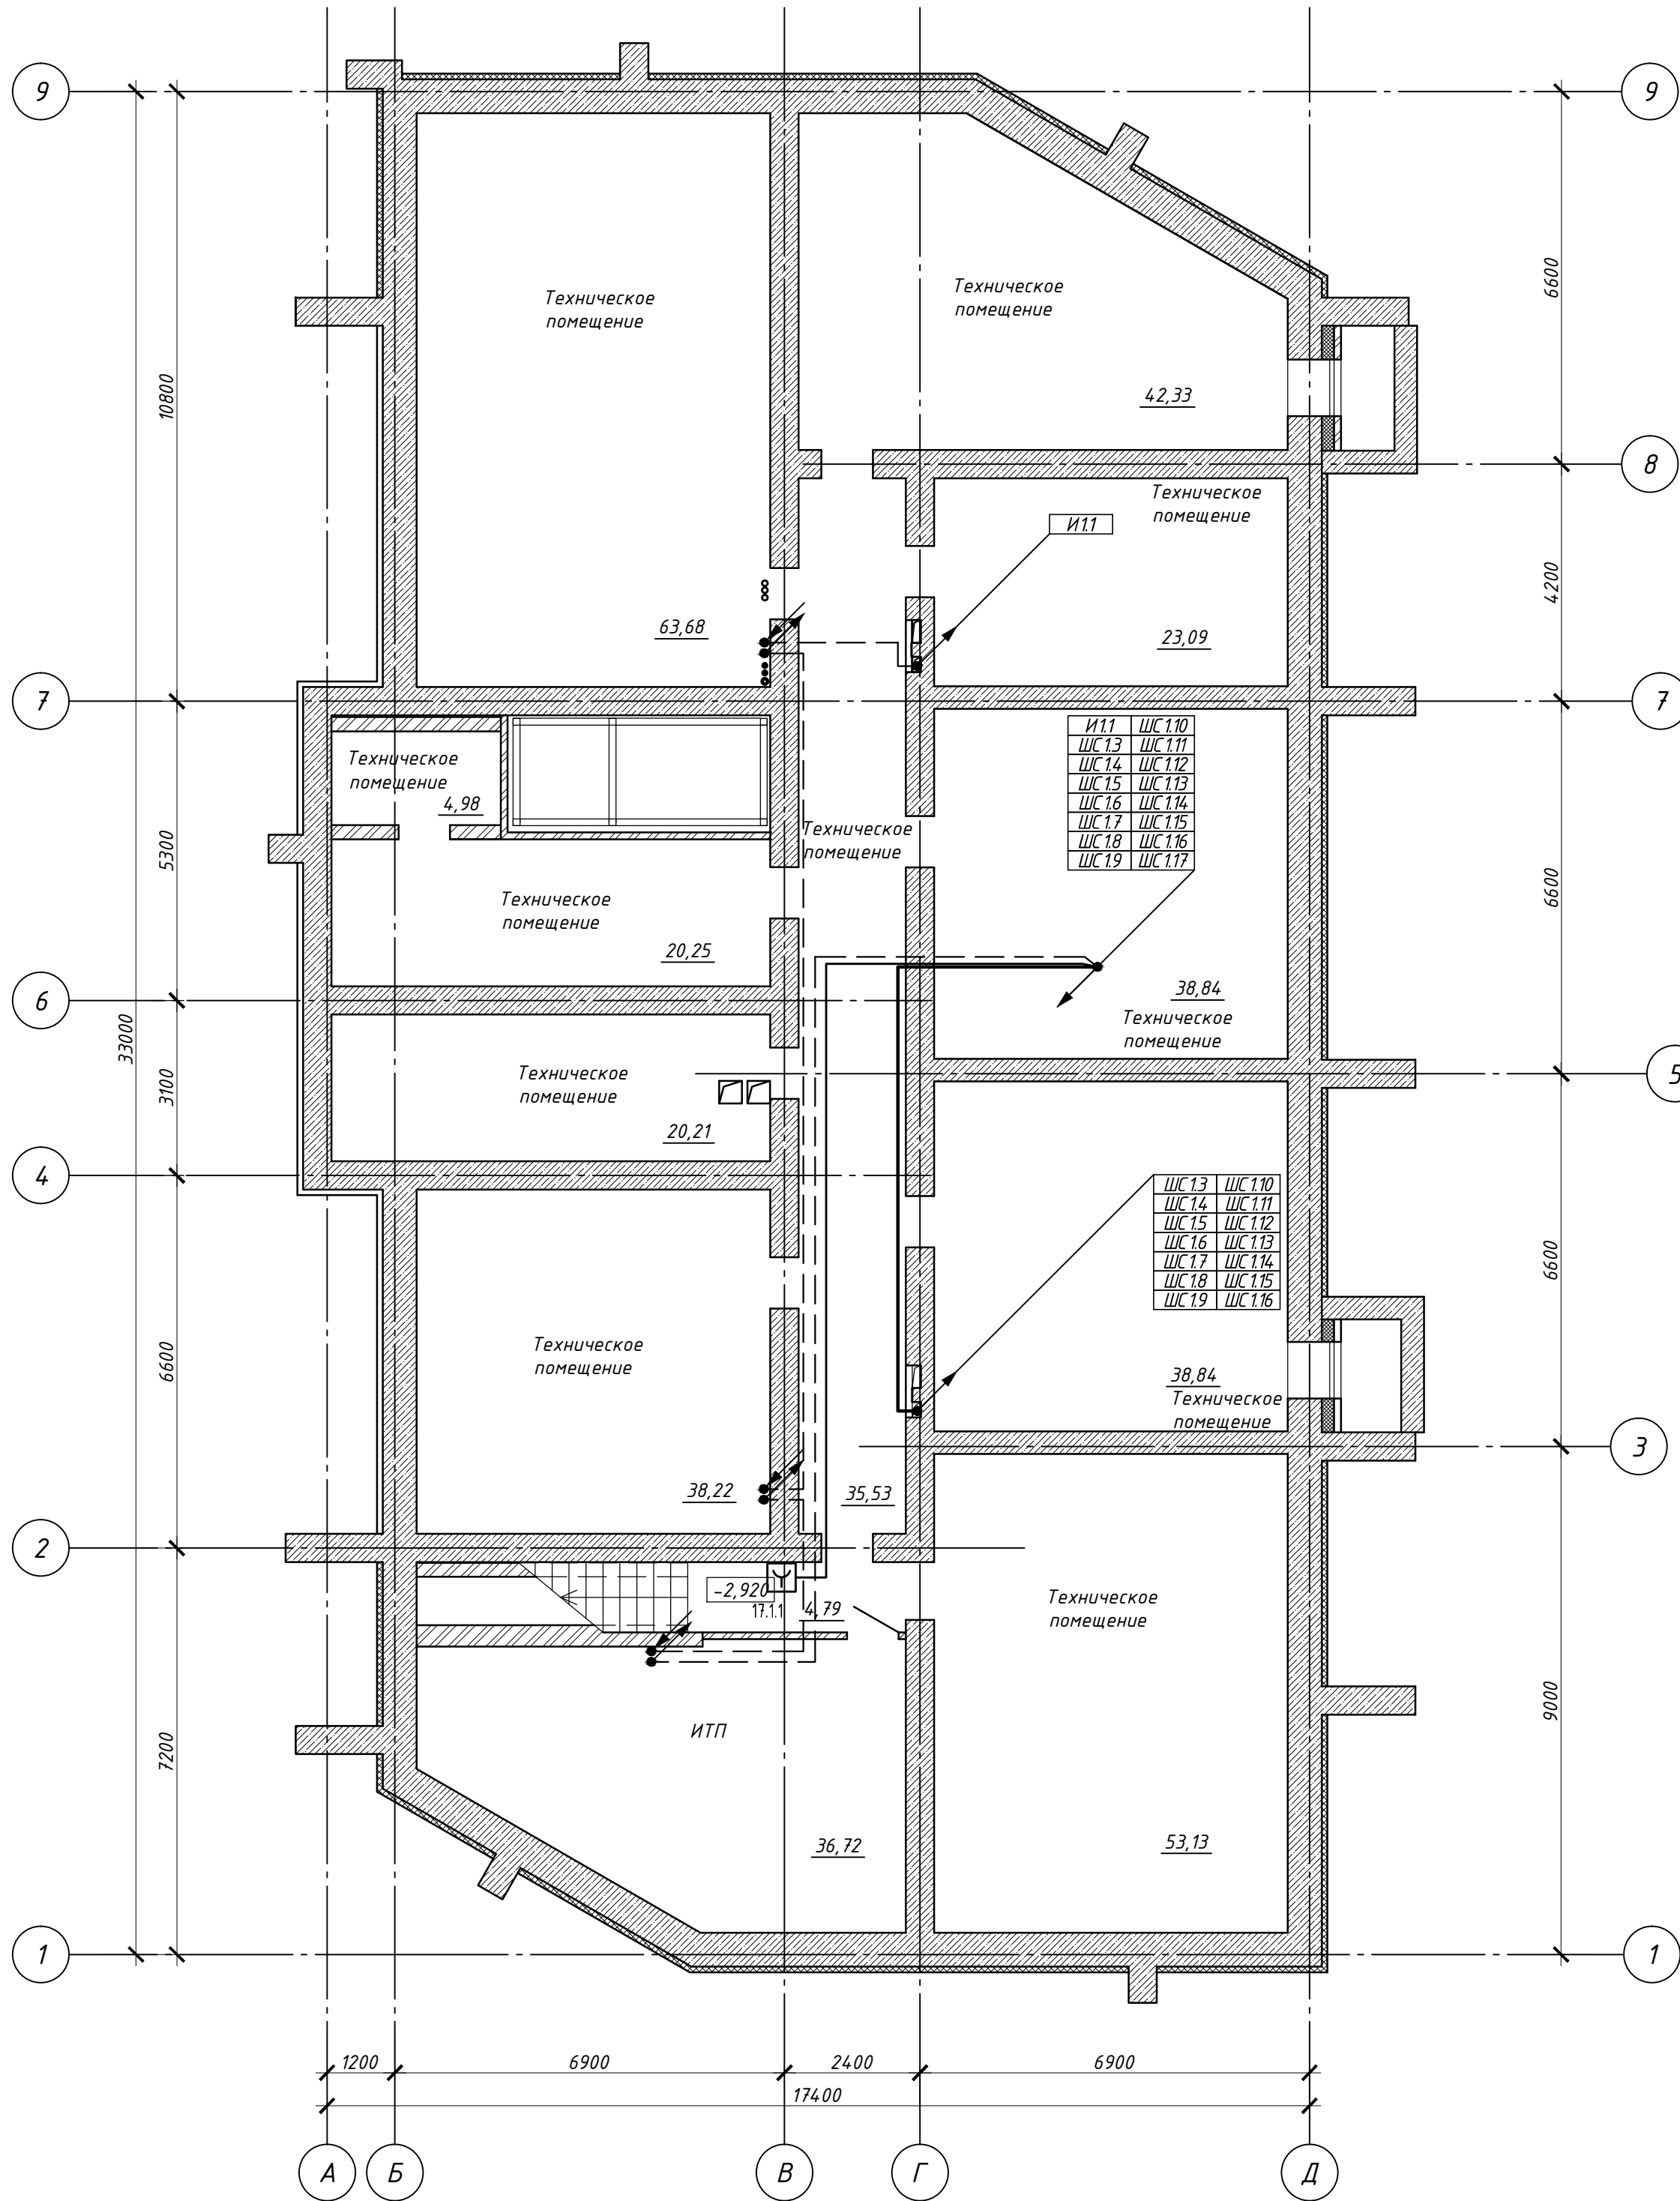 9
9
Техническое
помещение
Техническое
помещение
6600
10800
42,33
8
Техническое
помещение
И1.1
4200
63,68
23,09
7
7
И1.1 ШС1.10
ШС1.3 ШС1.11
ШС1.4 ШС1.12
ШС1.5 ШС1.13
ШС1.6 ШС1.14
ШС1.7 ШС1.15
ШС1.8 ШС1.16
ШС1.9 ШС1.17
Техническое
помещение
4,98
5300
Техническое
помещение
6600
Техническое
помещение
20,25
38,84
6
Техническое
помещение
33000
3100
Техническое
помещение
5
20,21
4
ШС1.3 ШС1.10
ШС1.4 ШС1.11
ШС1.5 ШС1.12
ШС1.6 ШС1.13
ШС1.7 ШС1.14
ШС1.8 ШС1.15
ШС1.9 ШС1.16
6600
6600
Техническое
помещение
38,84
Техническое
помещение
3
38,22
35,53
2
-2,920
17.1.1
4,79
Техническое
помещение
7200
9000
ИТП
36,72
53,13
1
1
1200
6900
2400
6900
17400
А
Б
В
Г
Д